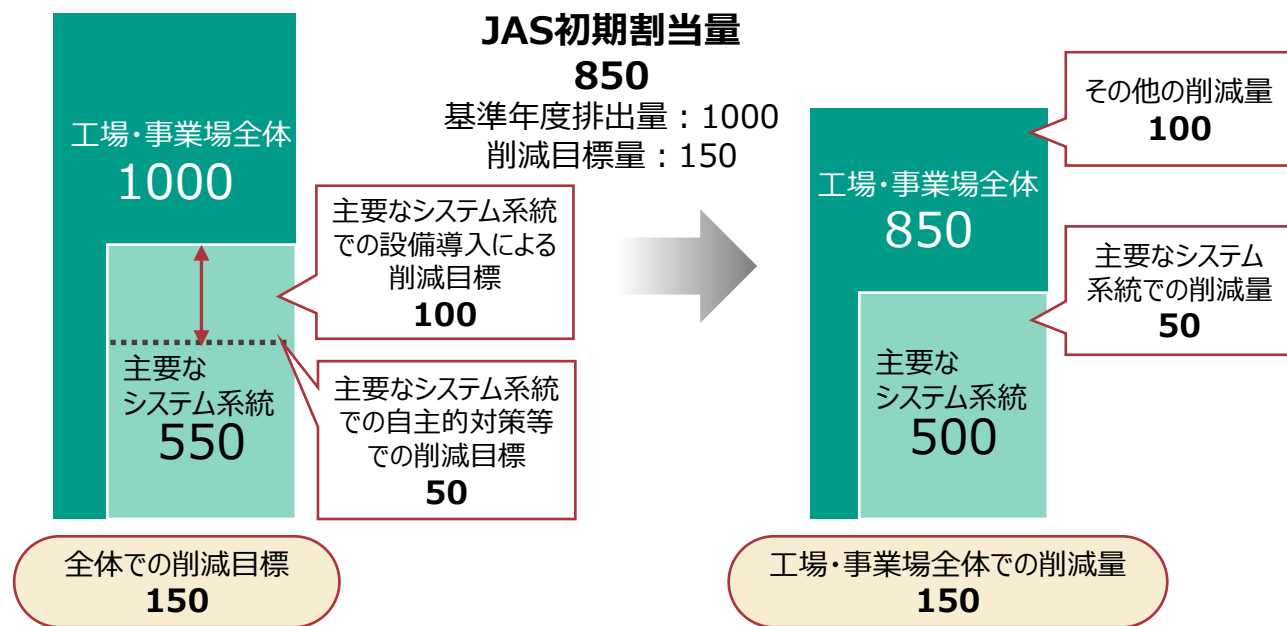 JAS初期割当量
850
基準年度排出量：1000
削減目標量：150
工場・事業場全体
1000
主要なシステム系統
での設備導入による
削減目標
100
主要な
システム系統
550
主要なシステム系統
での自主的対策等
での削減目標
50
全体での削減目標
150
その他の削減量
100
工場・事業場全体
850
主要なシステム
系統での削減量
50
主要な
システム系統
500
工場・事業場全体での削減量
150